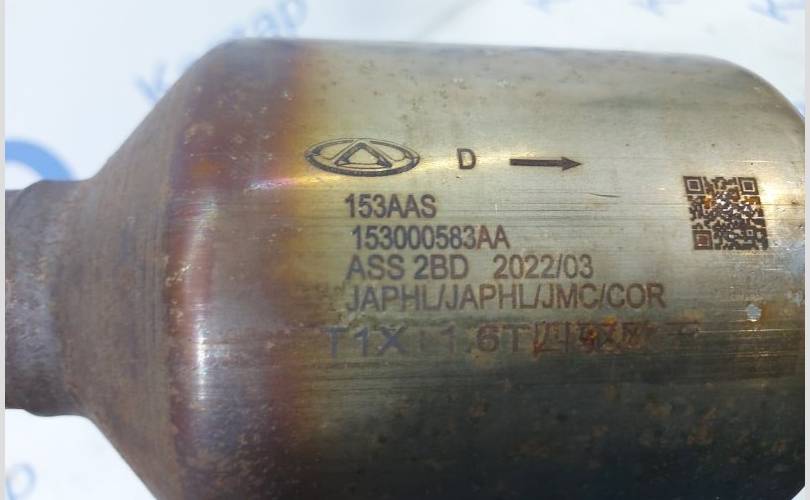 D
153AAS
153000583AA
ASS 2BD 2022/03
JAPHL/JAPHL/JMC/COR
T1X 1.6T